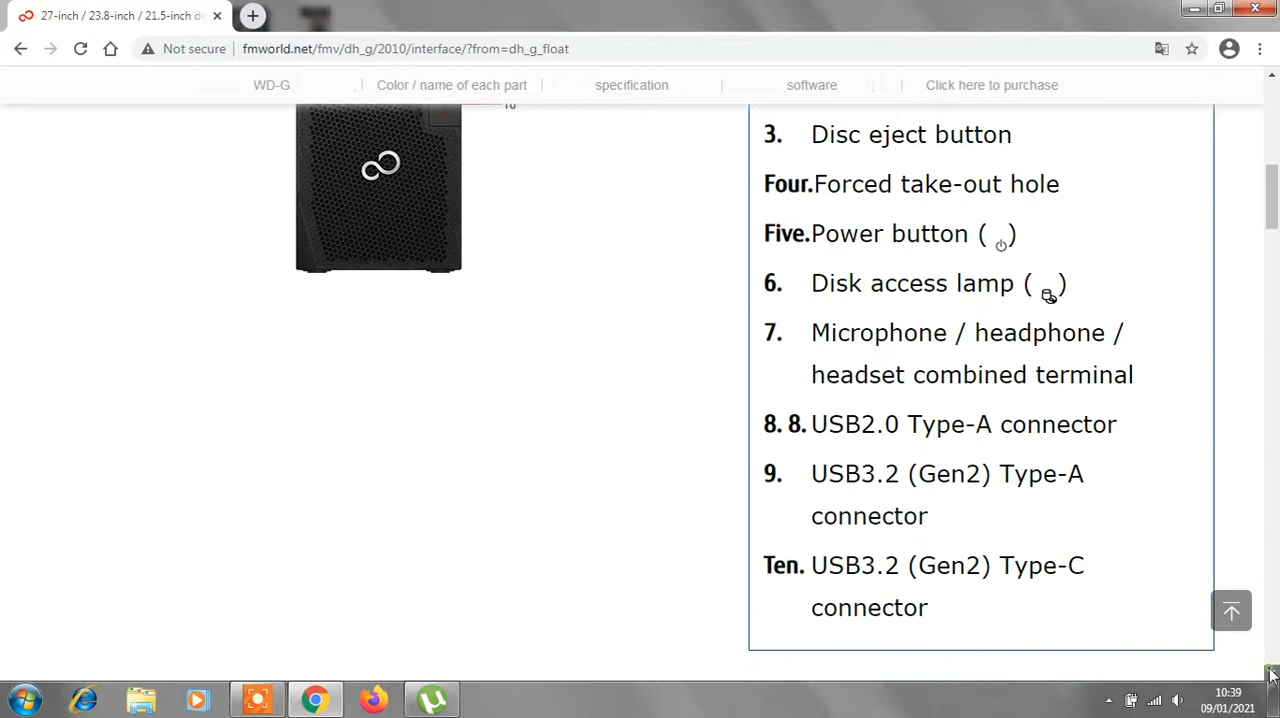 27-inch / 23.8-inch / 21.5-inch de
Not secure
fmworld.net/fmv/dh_g/2010/interface/?from=dh_g_float
WD-G
Color / name of each part
specification
software
Click here to purchase
3. Disc eject button
Four. Forced take-out hole
Five. Power button ( )
6. Disk access lamp ( )
7. Microphone / headphone /
headset combined terminal
8. 8. USB2.0 Type-A connector
9. USB3.2 (Gen2) Type-A
connector
Ten. USB3.2 (Gen2) Type-C
connector
10:39
09/01/2021